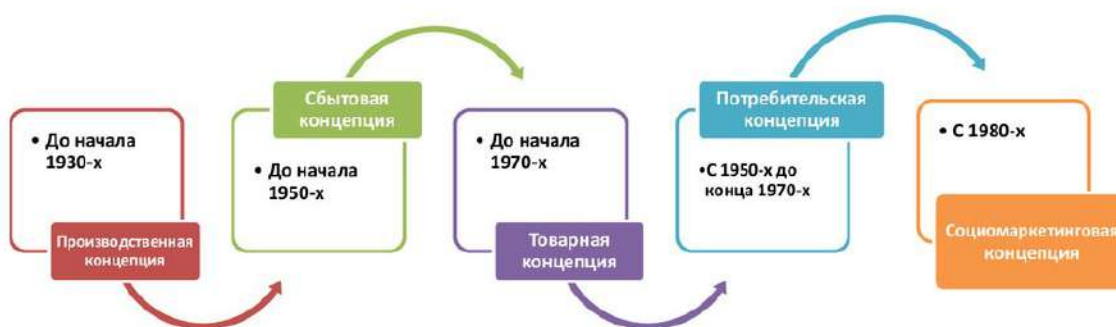 • До начала
1930-х
Производственная
концепция
Сбытовая
концепция
• До начала
1950-х
• До начала
1970-х
Товарная
концепция
Потребительская
концепция
•С 1950-х до
конца 1970-х
• С 1980-х
Социомаркетинговая
концепция